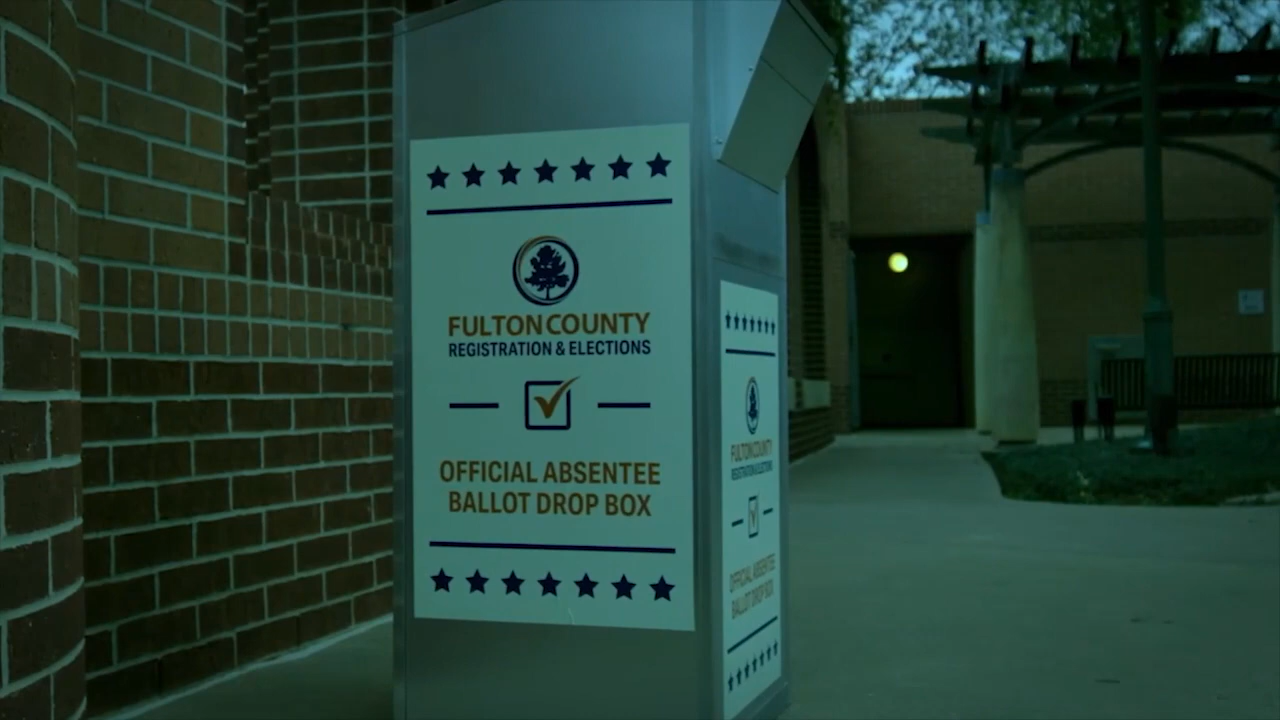 FULTON COUNTY
REGISTRATION & ELECTIONS
OFFICIAL ABSENTEE
BALLOT DROP BOX
FULTON COUNTY
REGISTRATION & ELECTIONS
OFFICIAL ABSENTEE
BALLOT DROP BOX